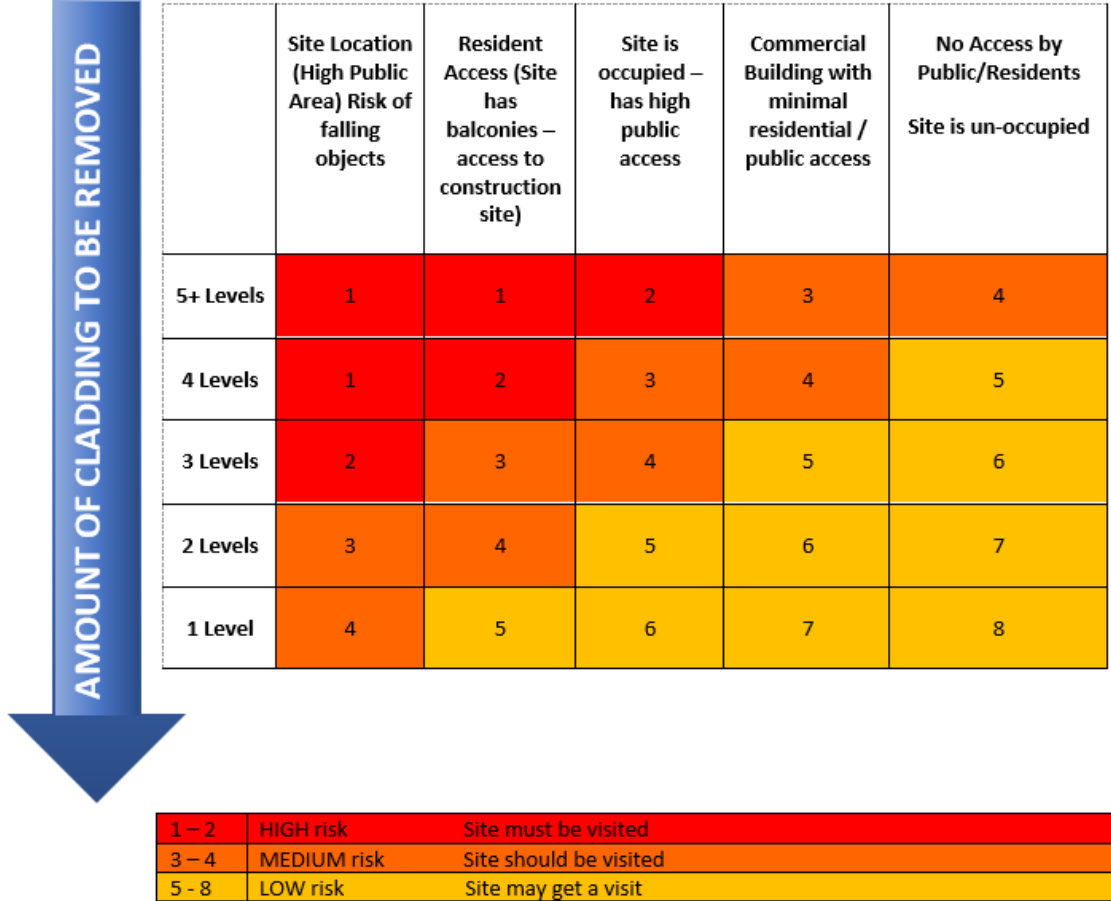 AMOUNT OF CLADDING TO BE REMOVED
Site Location
(High Public
Area) Risk of
falling
objects
Resident
Access (Site
has
balconies –
access to
construction
site)
Site is
occupied –
has high
public
access
Commercial
Building with
minimal
residential /
public access
No Access by
Public/Residents
Site is un-occupied
5+ Levels 1 1 2 3 4
4 Levels 1 2 3 4 5
3 Levels 2 3 4 5 6
2 Levels 3 4 5 6 7
1 Level 4 5 6 7 8
1 – 2 HIGH risk Site must be visited
3 – 4 MEDIUM risk Site should be visited
5 - 8 LOW risk Site may get a visit